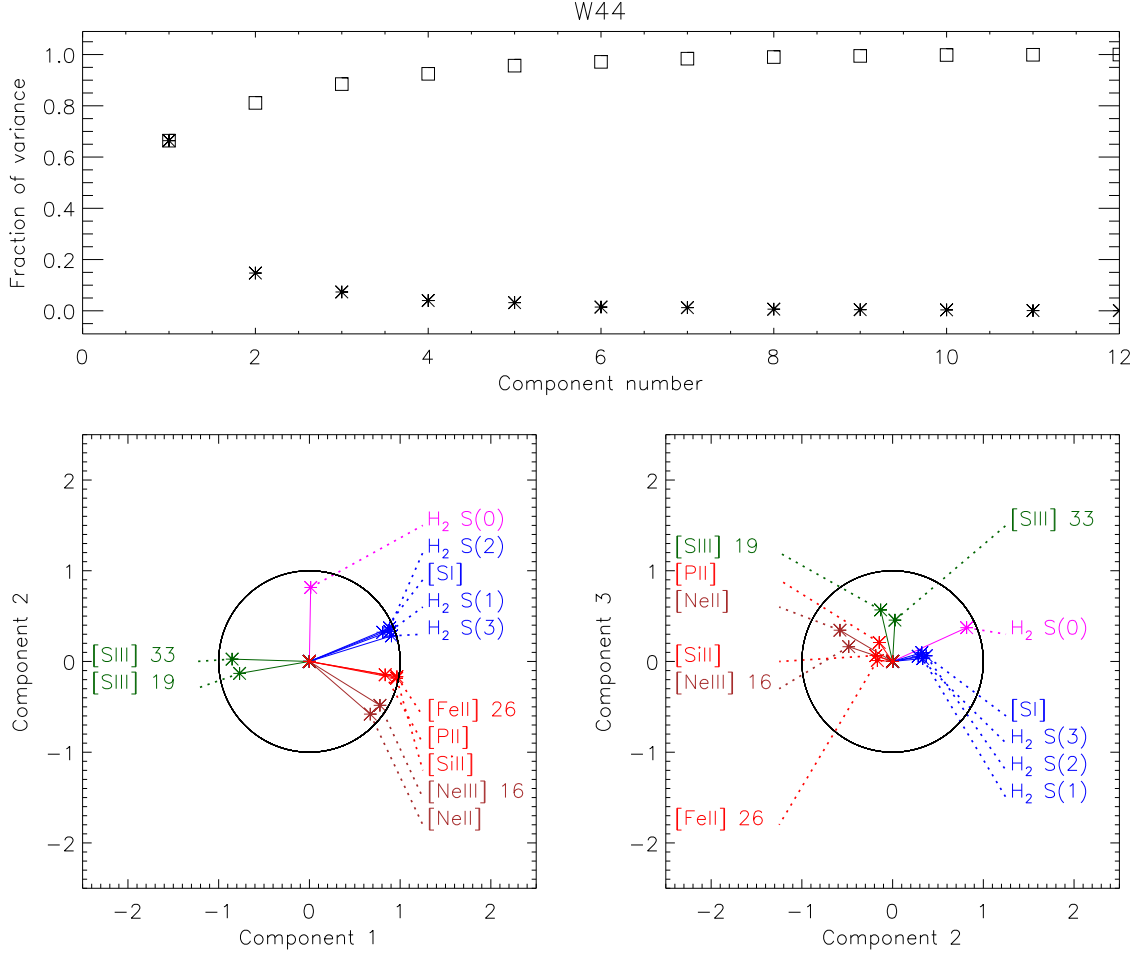 W44
Fraction of variance
1.0
0.8
0.6
0.4
0.2
0.0
0 2 4 6 8 10 12
Component number
Component 2
2
1
0
−1
−2
H₂ S(0)
H₂ S(2)
[SI]
H₂ S(1)
H₂ S(3)
[SIII] 33
[SIII] 19
[FeII] 26
[PII]
[SiII]
[NeIII] 16
[NeII]
−2 −1 0 1 2
Component 1
Component 3
2
1
0
−1
−2
[SIII] 33
[SIII] 19
[PII]
[NeII]
H₂ S(0)
[SiII]
[NeIII] 16
[SI]
H₂ S(3)
H₂ S(2)
H₂ S(1)
[FeII] 26
−2 −1 0 1 2
Component 2